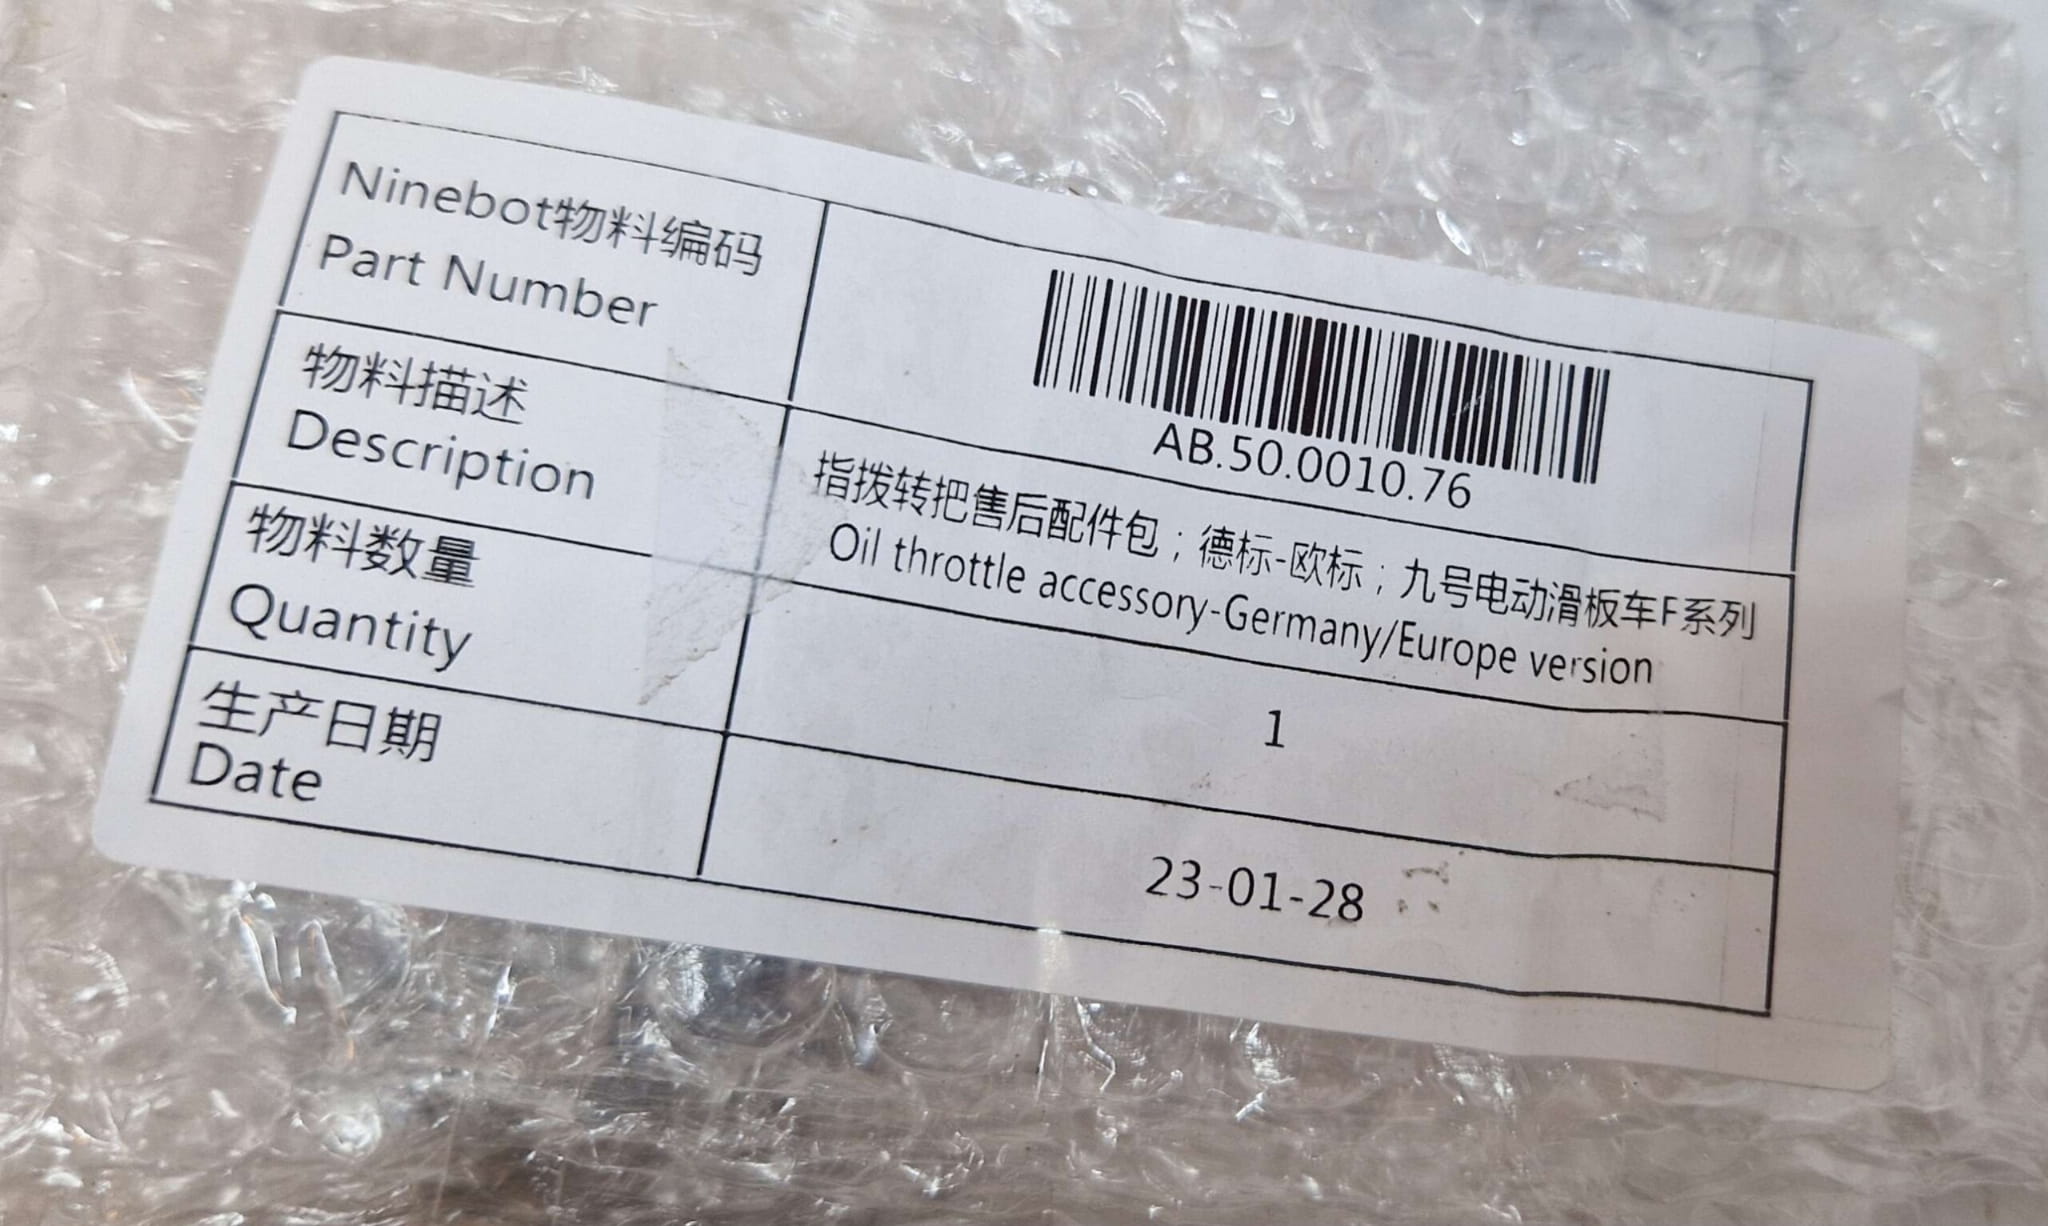 Ninebot物料编码
Part Number
AB.50.0010.76
物料描述
Description
指拨转把售后配件包；德标-欧标；九号电动滑板车F系列
Oil throttle accessory-Germany/Europe version
物料数量
Quantity
1
生产日期
Date
23-01-28